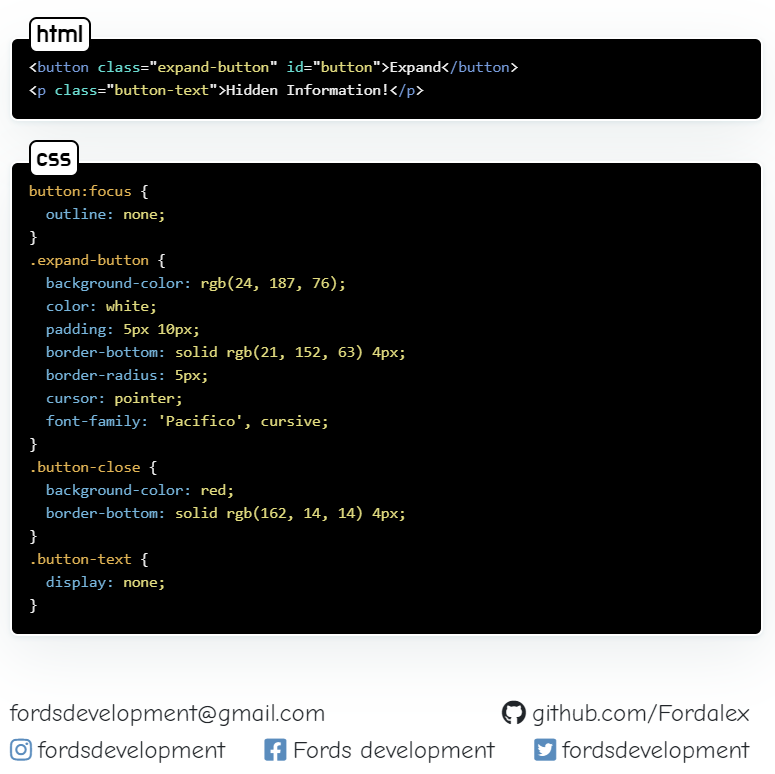 html
<button class="expand-button" id="button">Expand</button>
<p class="button-text">Hidden Information!</p>
css
button:focus {
  outline: none;
}
.expand-button {
  background-color: rgb(24, 187, 76);
  color: white;
  padding: 5px 10px;
  border-bottom: solid rgb(21, 152, 63) 4px;
  border-radius: 5px;
  cursor: pointer;
  font-family: 'Pacifico', cursive;
}
.button-close {
  background-color: red;
  border-bottom: solid rgb(162, 14, 14) 4px;
}
.button-text {
  display: none;
}
fordsdevelopment@gmail.com github.com/Fordalex
fordsdevelopment Fords development fordsdevelopment